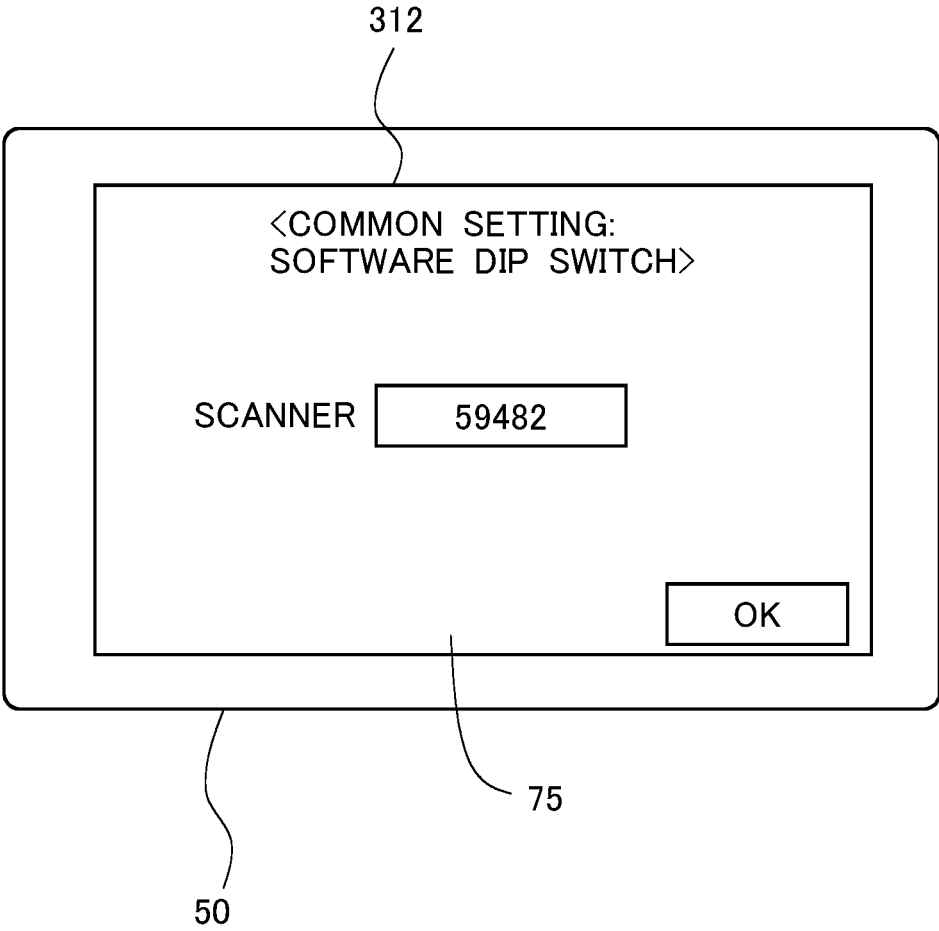 312
<COMMON SETTING:
SOFTWARE DIP SWITCH>
SCANNER 59482
OK
75
50